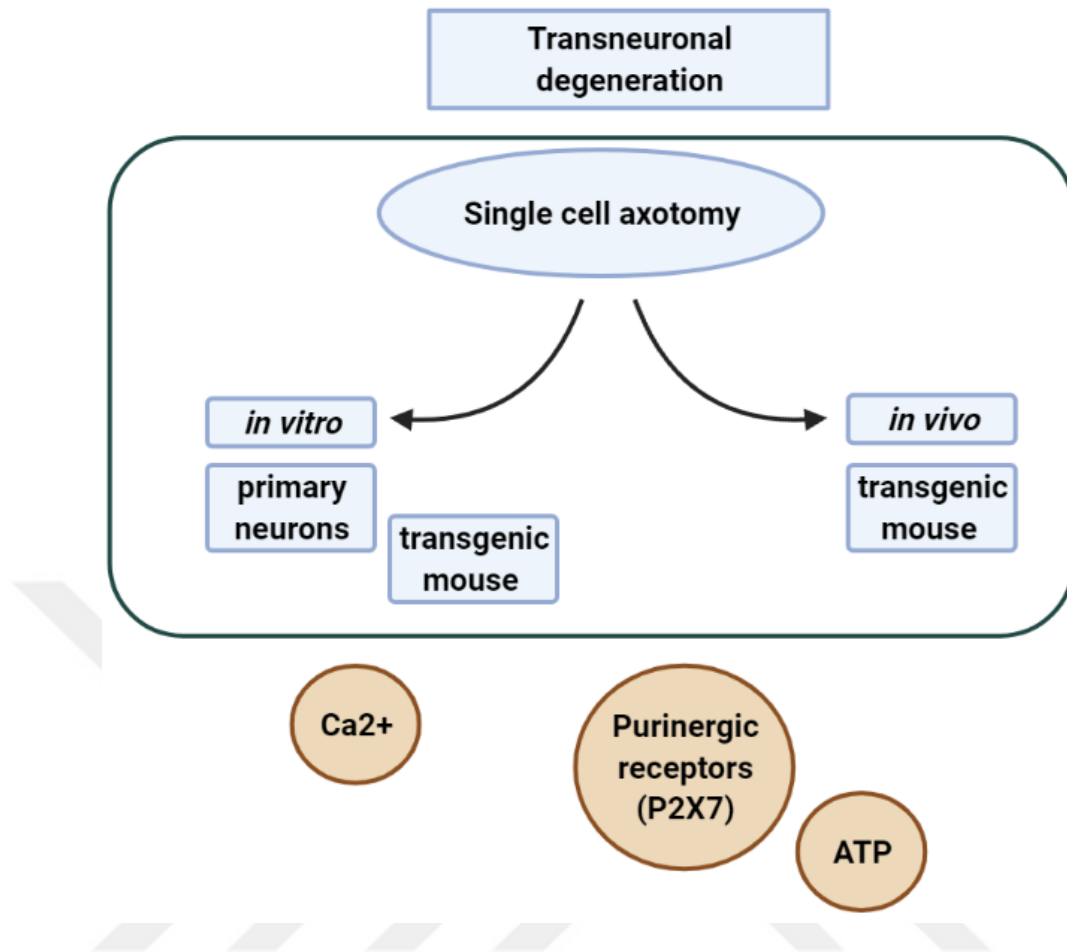 Transneuronal
degeneration
Single cell axotomy
in vitro
in vivo
primary
neurons
transgenic
mouse
transgenic
mouse
Ca2+
Purinergic
receptors
(P2X7)
ATP